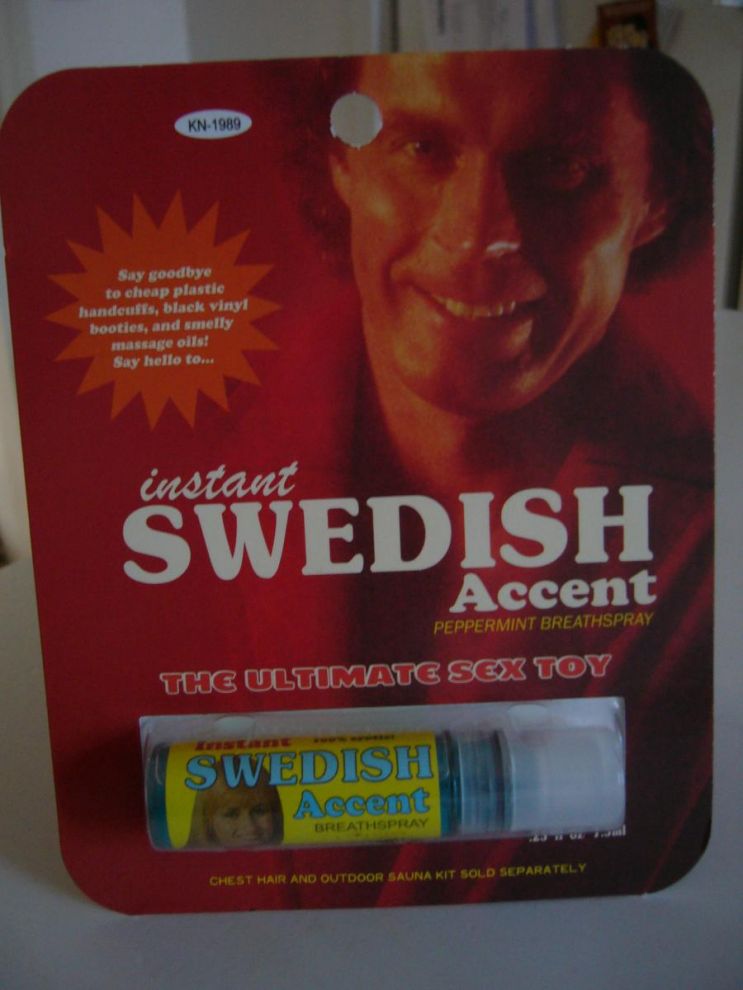 KN-1989
Say goodbye
to cheap plastic
handcuffs, black vinyl
booties, and smelly
massage oils!
Say hello to...
instant
SWEDISH
Accent
PEPPERMINT BREATHSPRAY
THE ULTIMATE SEX TOY
Instant
SWEDISH
Accent
BREATHSPRAY
CHEST HAIR AND OUTDOOR SAUNA KIT SOLD SEPARATELY